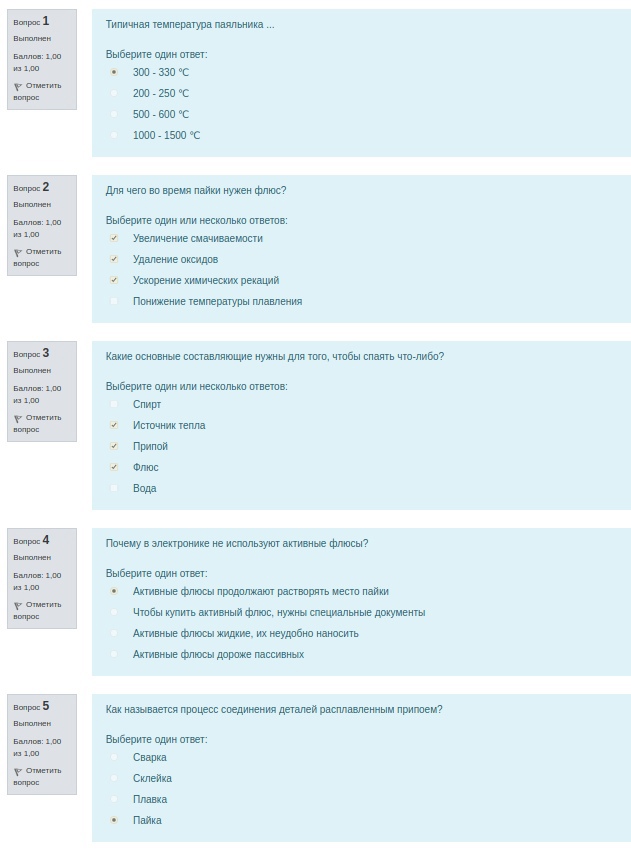 Вопрос 1
Выполнен
Баллов: 1,00
из 1,00
Отметить
вопрос
Типичная температура паяльника ...
Выберите один ответ:
300 - 330 ℃
200 - 250 ℃
500 - 600 ℃
1000 - 1500 ℃
Вопрос 2
Выполнен
Баллов: 1,00
из 1,00
Отметить
вопрос
Для чего во время пайки нужен флюс?
Выберите один или несколько ответов:
Увеличение смачиваемости
Удаление оксидов
Ускорение химических рекаций
Понижение температуры плавления
Вопрос 3
Выполнен
Баллов: 1,00
из 1,00
Отметить
вопрос
Какие основные составляющие нужны для того, чтобы спаять что-либо?
Выберите один или несколько ответов:
Спирт
Источник тепла
Припой
Флюс
Вода
Вопрос 4
Выполнен
Баллов: 1,00
из 1,00
Отметить
вопрос
Почему в электронике не используют активные флюсы?
Выберите один ответ:
Активные флюсы продолжают растворять место пайки
Чтобы купить активный флюс, нужны специальные документы
Активные флюсы жидкие, их неудобно наносить
Активные флюсы дороже пассивных
Вопрос 5
Выполнен
Баллов: 1,00
из 1,00
Отметить
вопрос
Как называется процесс соединения деталей расплавленным припоем?
Выберите один ответ:
Сварка
Склейка
Плавка
Пайка